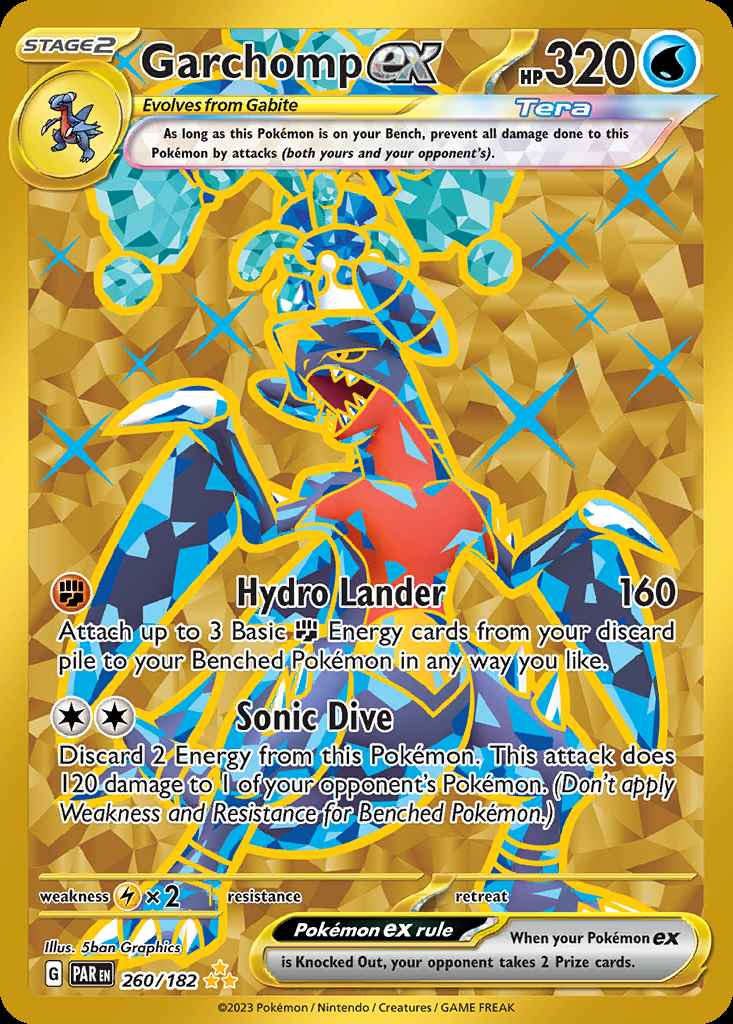 STAGE2
Garchomp ex
HP 320
Evolves from Gabite
Tera
As long as this Pokémon is on your Bench, prevent all damage done to this
Pokémon by attacks (both yours and your opponent's).
Hydro Lander 160
Attach up to 3 Basic Energy cards from your discard
pile to your Benched Pokémon in any way you like.
Sonic Dive
Discard 2 Energy from this Pokémon. This attack does
120 damage to 1 of your opponent's Pokémon. (Don't apply
Weakness and Resistance for Benched Pokémon.)
weakness ×2 resistance retreat
Illus. 5ban Graphics
Pokémon ex rule
When your Pokémon ex
is Knocked Out, your opponent takes 2 Prize cards.
G PAR EN 260/182
©2023 Pokémon / Nintendo / Creatures / GAME FREAK